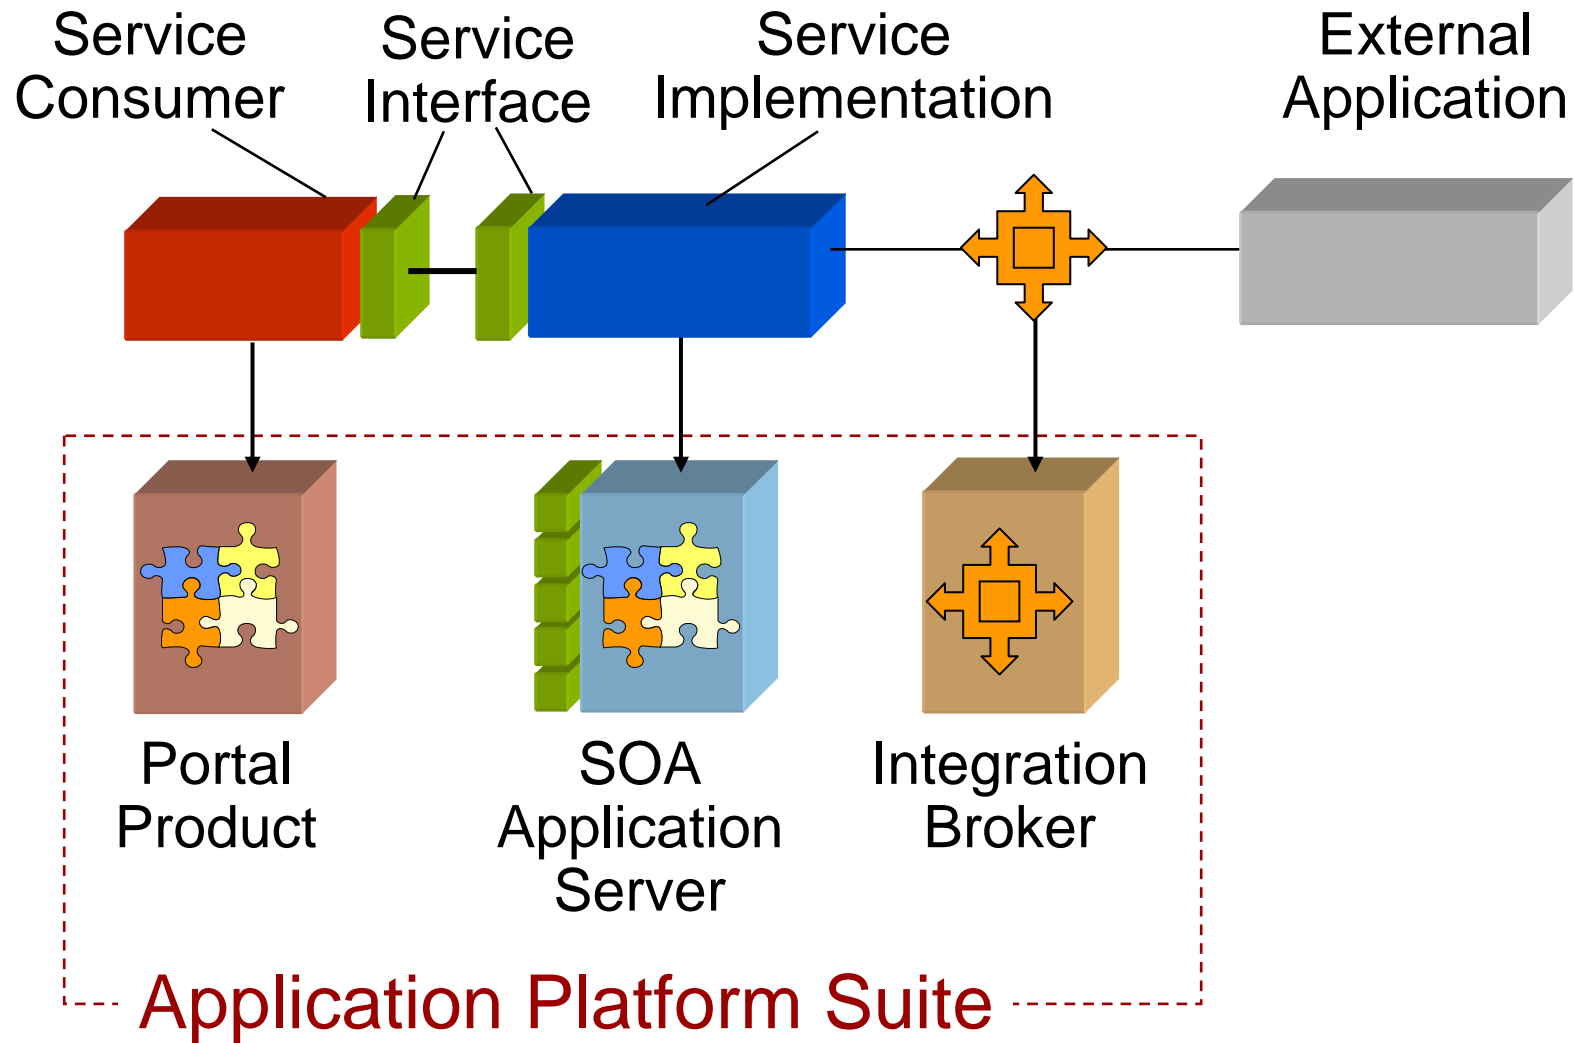 Service
Consumer
Service
Interface
Service
Implementation
External
Application
Portal
Product
SOA
Application
Server
Integration
Broker
Application Platform Suite